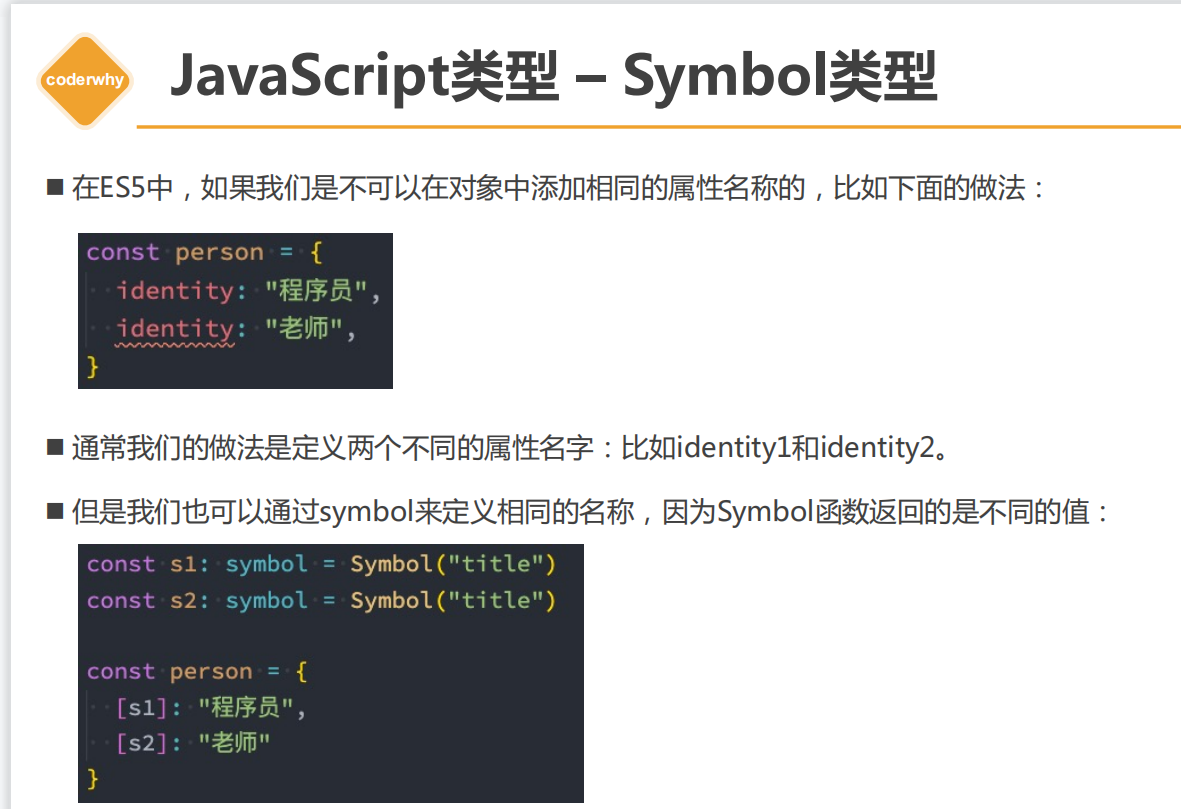 coderwhy
JavaScript类型 – Symbol类型
■ 在ES5中，如果我们是不可以在对象中添加相同的属性名称的，比如下面的做法：
const person = {
  identity: "程序员",
  identity: "老师",
}
■ 通常我们的做法是定义两个不同的属性名字：比如identity1和identity2。
■ 但是我们也可以通过symbol来定义相同的名称，因为Symbol函数返回的是不同的值：
const s1: symbol = Symbol("title")
const s2: symbol = Symbol("title")
const person = {
  [s1]: "程序员",
  [s2]: "老师"
}